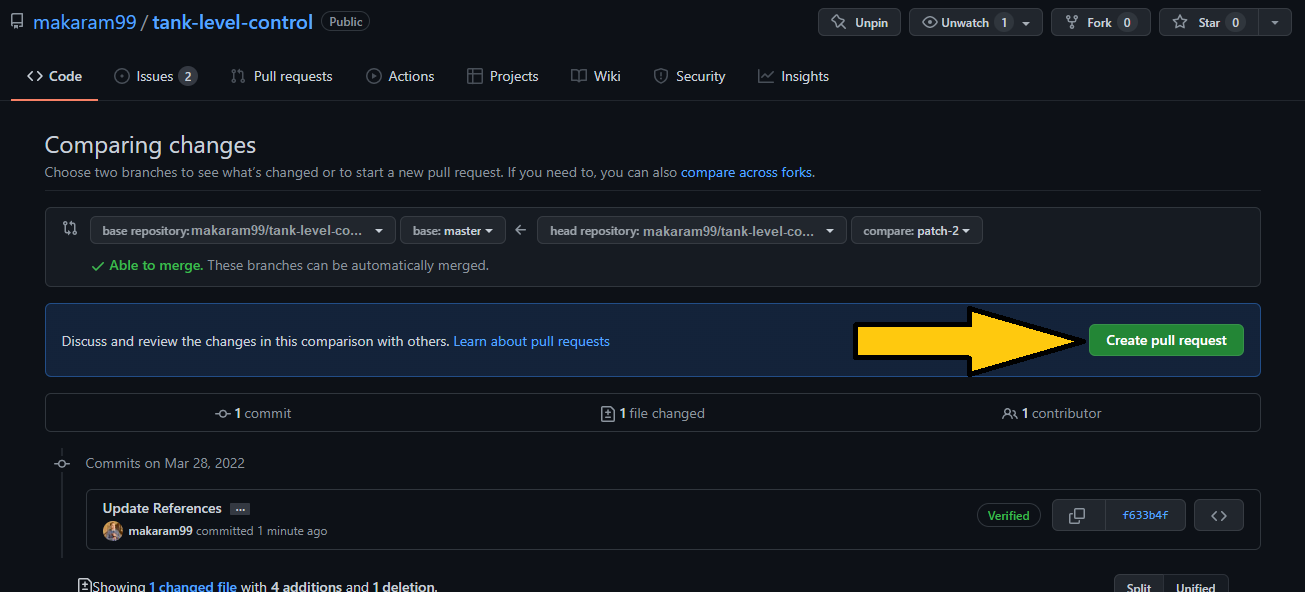 makaram99 / tank-level-control Public Unpin Unwatch 1 Fork 0 Star 0
Code Issues 2 Pull requests Actions Projects Wiki Security Insights
Comparing changes
Choose two branches to see what's changed or to start a new pull request. If you need to, you can also compare across forks.
base repository: makaram99/tank-level-co... base: master head repository: makaram99/tank-level-co... compare: patch-2
Able to merge. These branches can be automatically merged.
Discuss and review the changes in this comparison with others. Learn about pull requests Create pull request
1 commit 1 file changed 1 contributor
Commits on Mar 28, 2022
Update References ...
makaram99 committed 1 minute ago Verified f633b4f
Showing 1 changed file with 4 additions and 1 deletion. Split Unified